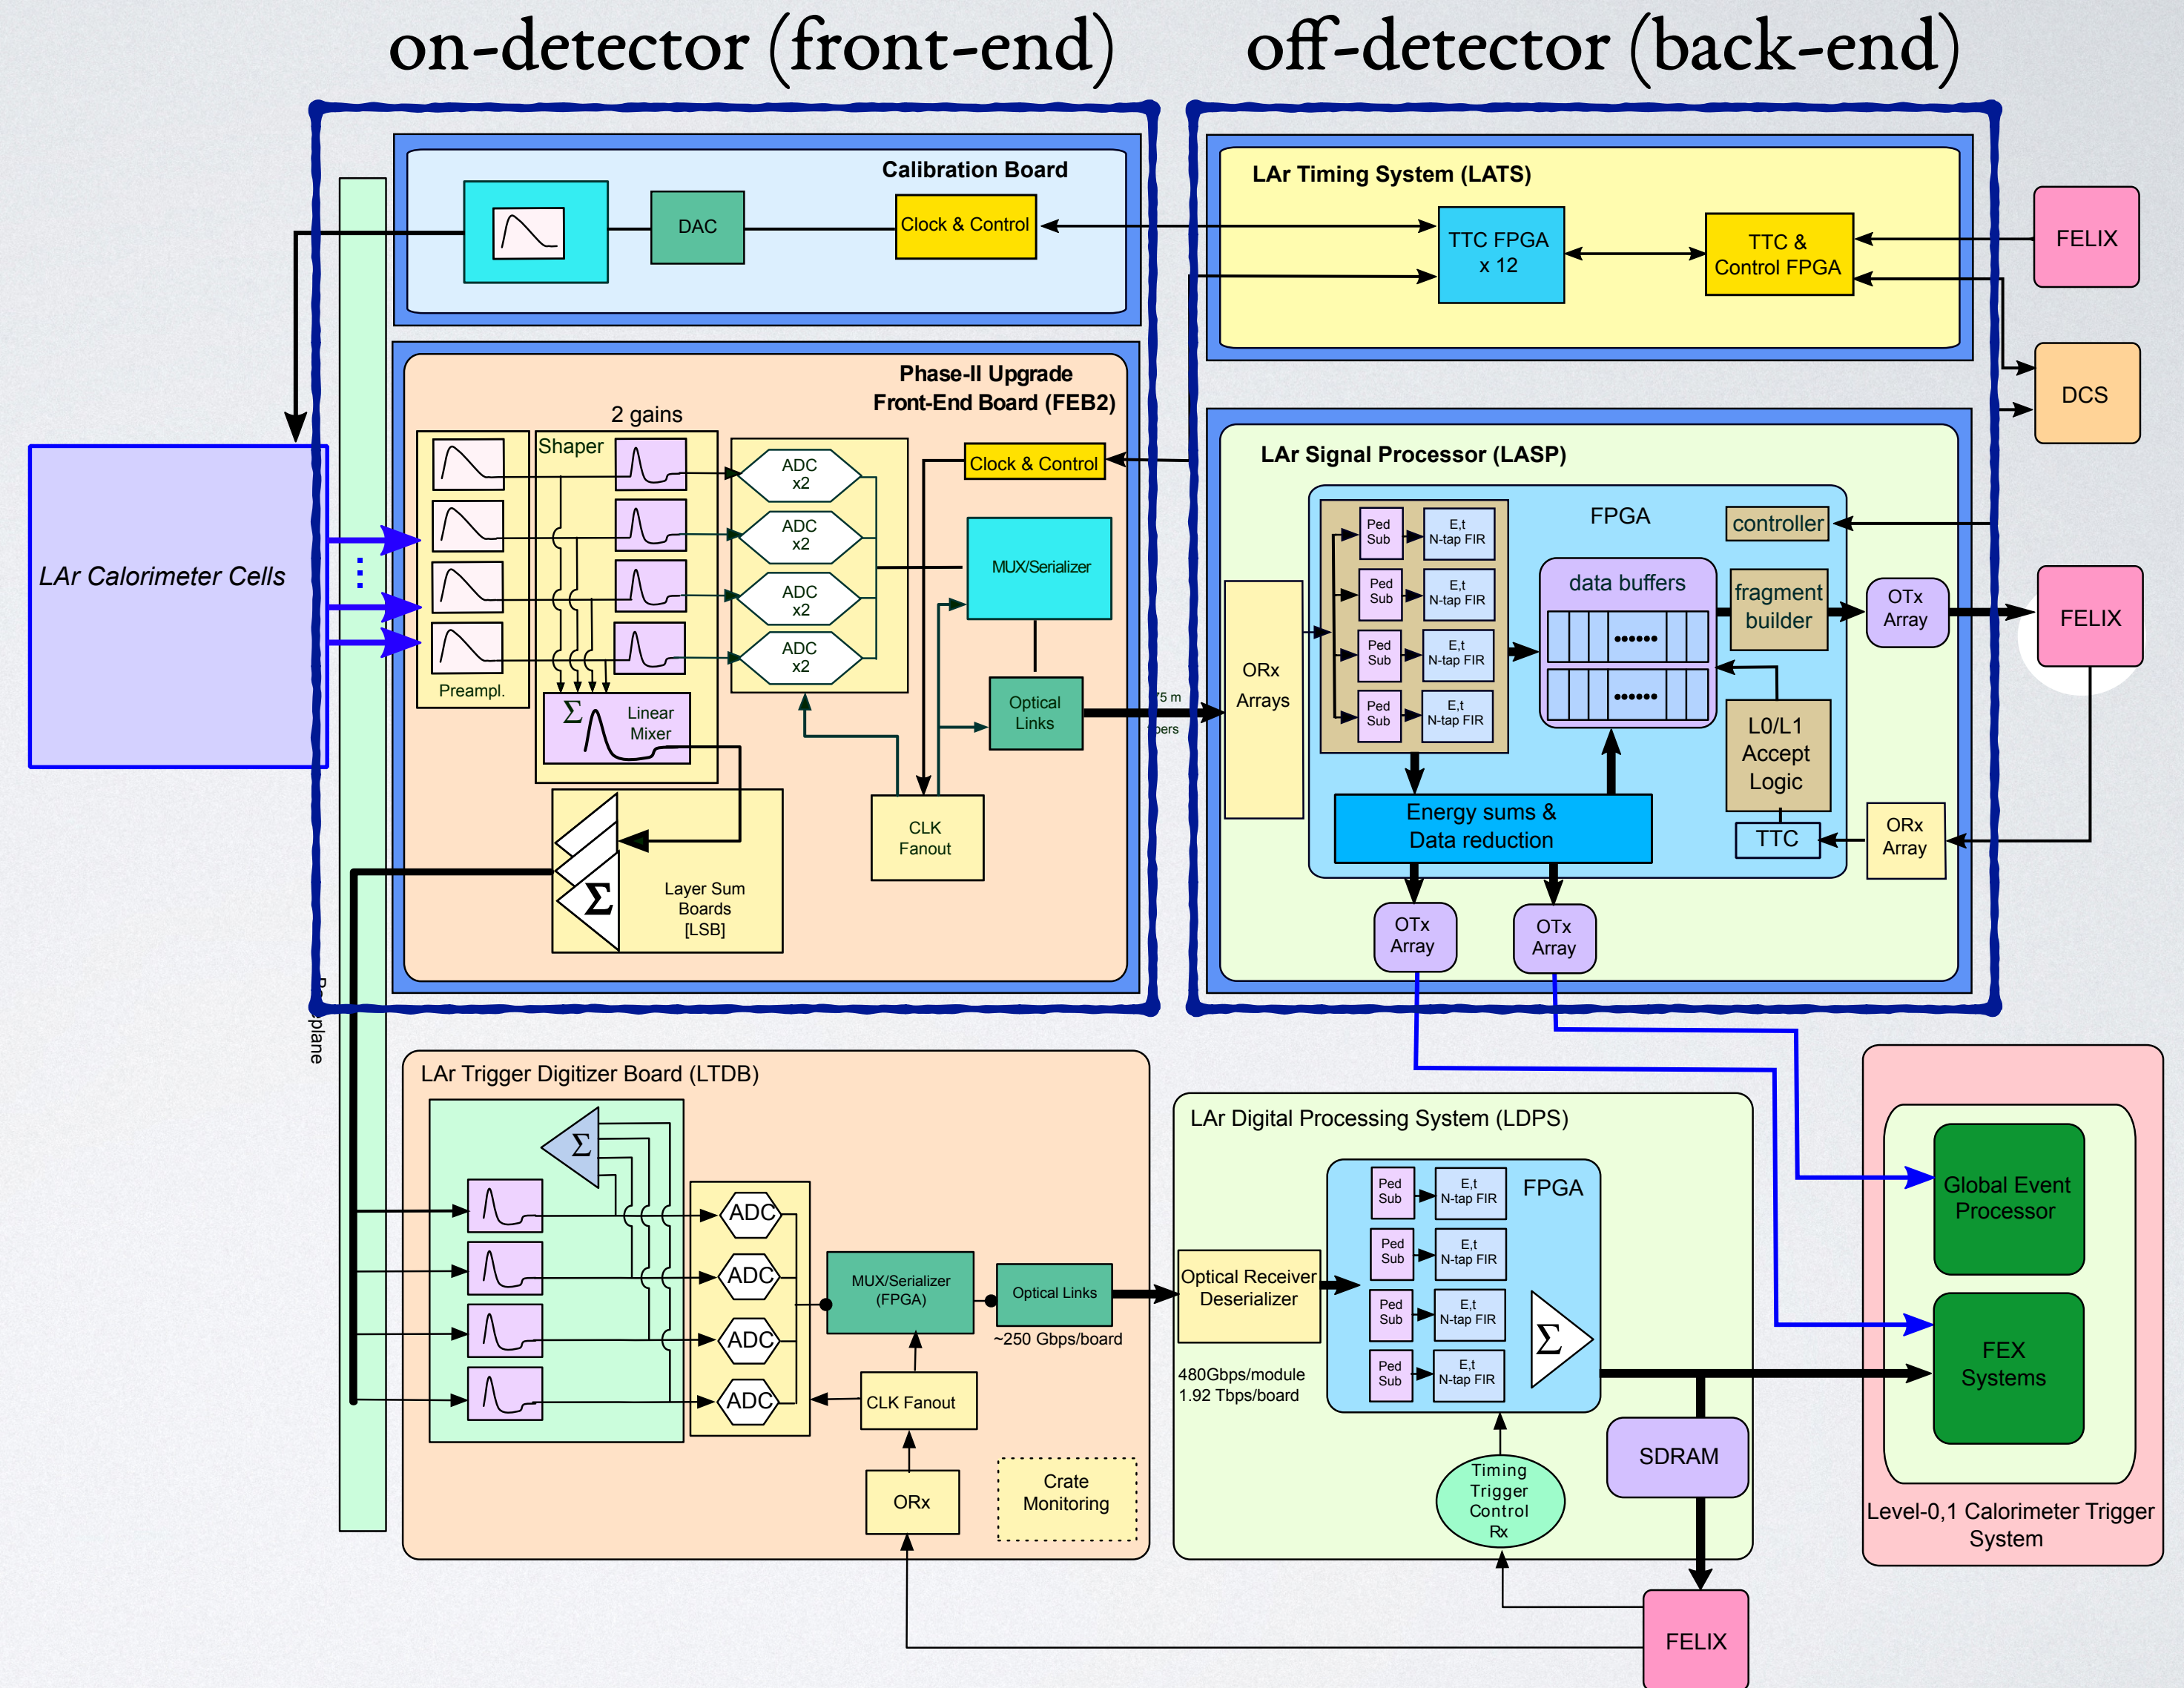 on-detector (front-end)
off-detector (back-end)
Calibration Board
DAC
Clock & Control
LAr Timing System (LATS)
TTC FPGA
x 12
TTC &
Control FPGA
FELIX
DCS
Phase-II Upgrade
Front-End Board (FEB2)
2 gains
Shaper
ADC
x2
ADC
x2
ADC
x2
ADC
x2
Clock & Control
MUX/Serializer
Optical
Links
Preampl.
Σ
Linear
Mixer
CLK
Fanout
Σ
Layer Sum
Boards
[LSB]
LAr Calorimeter Cells
75 m
LAr Signal Processor (LASP)
FPGA
ORx
Arrays
Ped
Sub
E,t
N-tap FIR
Ped
Sub
E,t
N-tap FIR
Ped
Sub
E,t
N-tap FIR
Ped
Sub
E,t
N-tap FIR
data buffers
controller
fragment
builder
OTx
Array
FELIX
L0/L1
Accept
Logic
TTC
ORx
Array
Energy sums &
Data reduction
OTx
Array
OTx
Array
plane
LAr Trigger Digitizer Board (LTDB)
Σ
ADC
ADC
ADC
ADC
MUX/Serializer
(FPGA)
Optical Links
~250 Gbps/board
CLK Fanout
ORx
Crate
Monitoring
LAr Digital Processing System (LDPS)
Optical Receiver
Deserializer
480Gbps/module
1.92 Tbps/board
FPGA
Ped
Sub
E,t
N-tap FIR
Ped
Sub
E,t
N-tap FIR
Ped
Sub
E,t
N-tap FIR
Ped
Sub
E,t
N-tap FIR
Σ
Timing
Trigger
Control
Rx
SDRAM
FELIX
Global Event
Processor
FEX
Systems
Level-0,1 Calorimeter Trigger
System